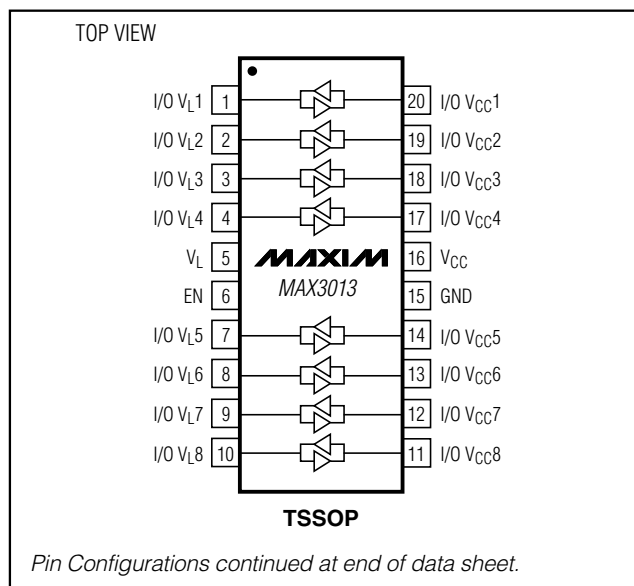 TOP VIEW
I/O VL1 1 20 I/O VCC1
I/O VL2 2 19 I/O VCC2
I/O VL3 3 18 I/O VCC3
I/O VL4 4 17 I/O VCC4
VL 5 MAXIM 16 VCC
EN 6 MAX3013 15 GND
I/O VL5 7 14 I/O VCC5
I/O VL6 8 13 I/O VCC6
I/O VL7 9 12 I/O VCC7
I/O VL8 10 11 I/O VCC8
TSSOP
Pin Configurations continued at end of data sheet.